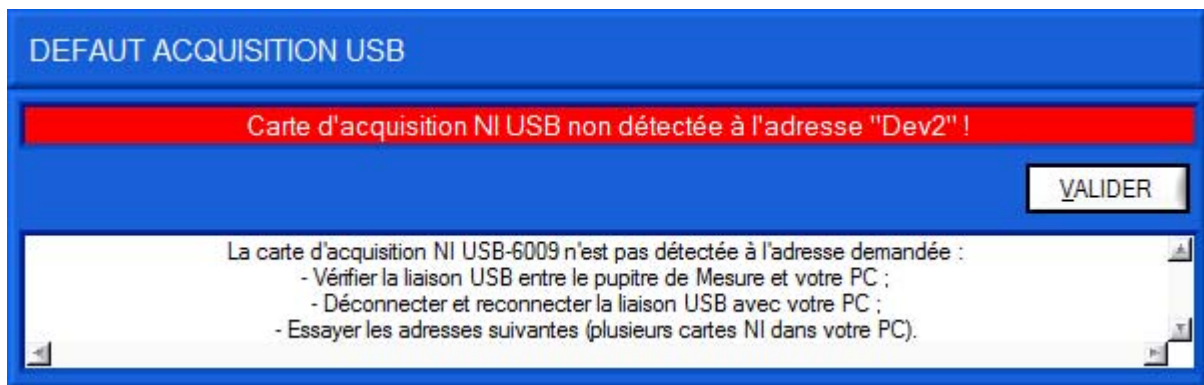 DEFAUT ACQUISITION USB
Carte d'acquisition NI USB non détectée à l'adresse "Dev2" !
VALIDER
La carte d'acquisition NI USB-6009 n'est pas détectée à l'adresse demandée :
- Vérifier la liaison USB entre le pupitre de Mesure et votre PC ;
- Déconnecter et reconnecter la liaison USB avec votre PC ;
- Essayer les adresses suivantes (plusieurs cartes NI dans votre PC).